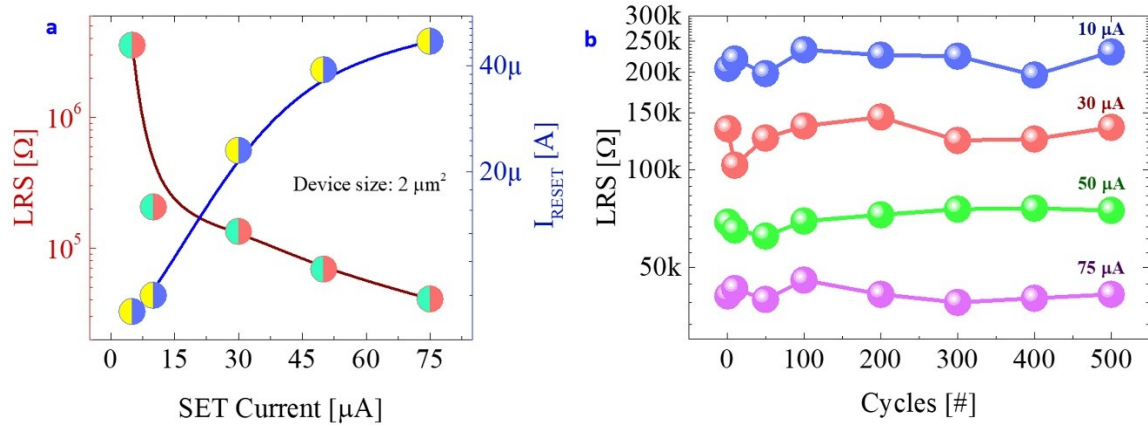 a
10⁶
10⁵
LRS [Ω]
40µ
20µ
I_RESET [A]
Device size: 2 µm²
0 15 30 45 60 75
SET Current [µA]
b
300k
250k
200k
150k
100k
50k
LRS [Ω]
10 µA
30 µA
50 µA
75 µA
0 100 200 300 400 500
Cycles [#]